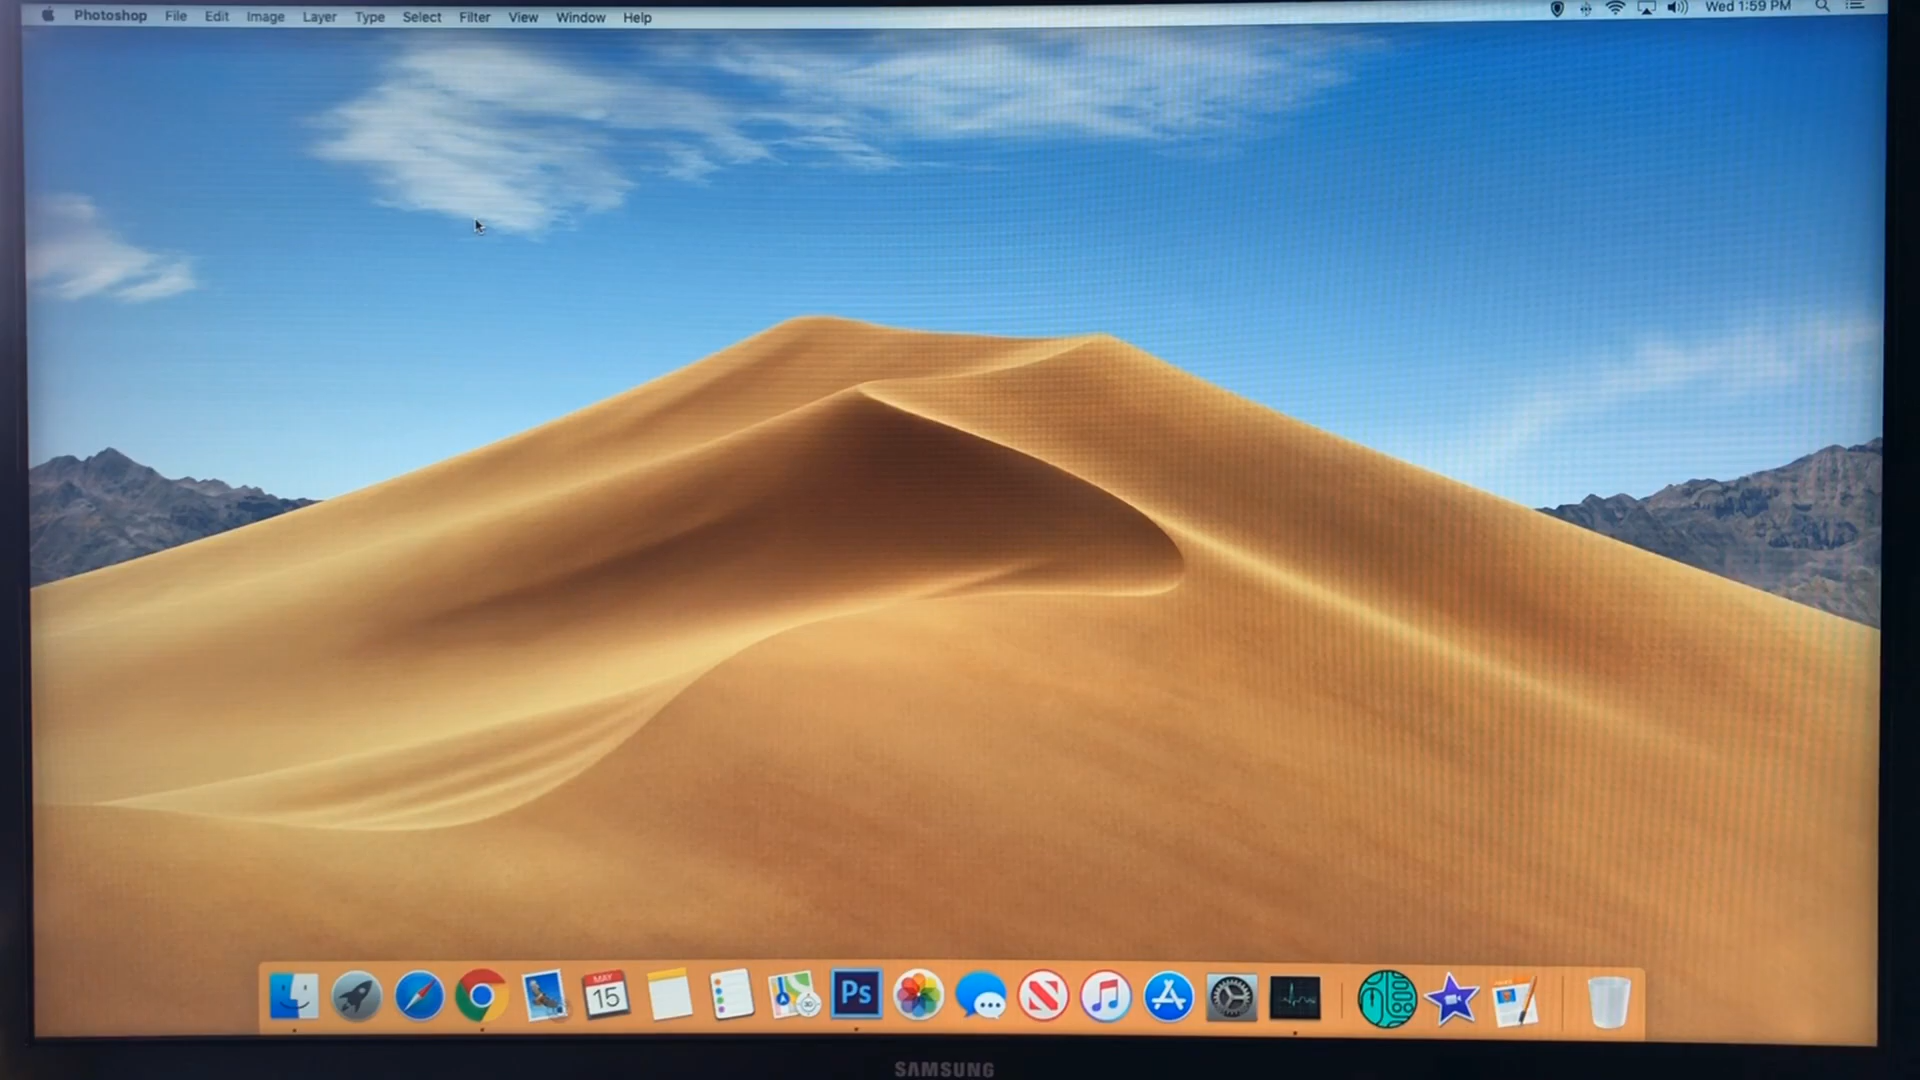 Photoshop File Edit Image Layer Type Select Filter View Window Help Wed 1:59 PM
MAY
15
Ps
SAMSUNG